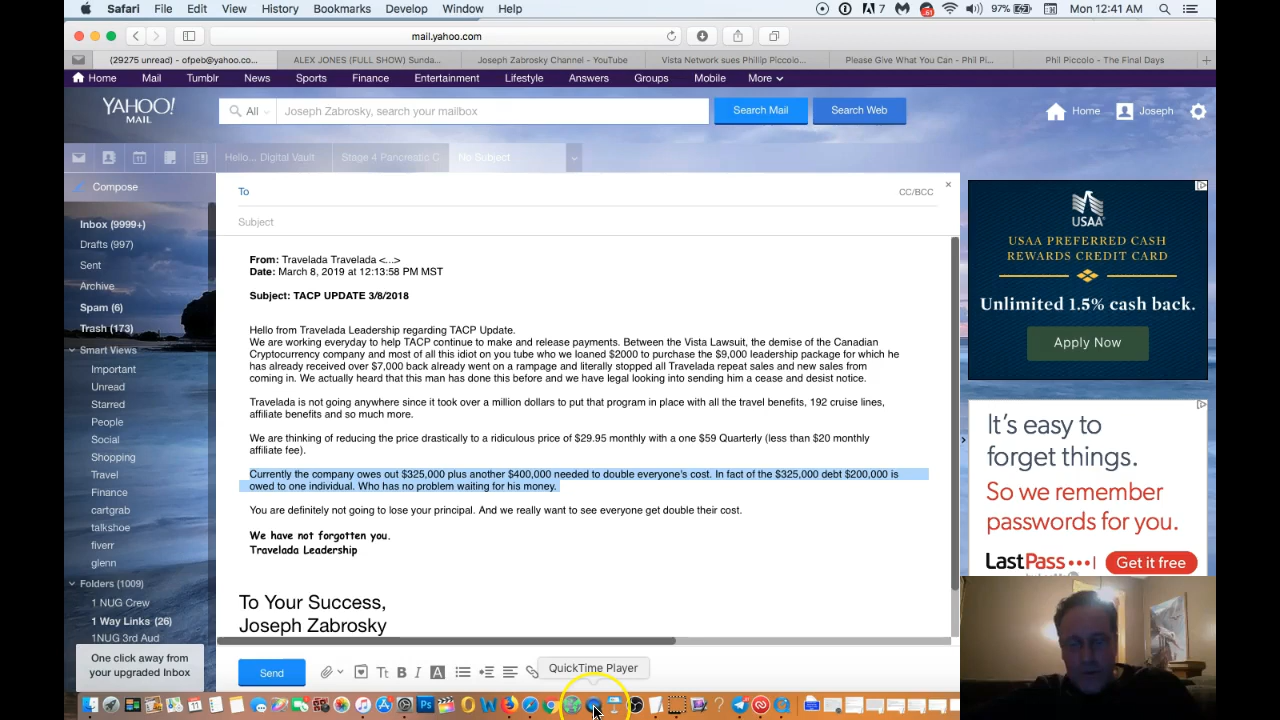 Safari File Edit View History Bookmarks Develop Window Help
7
51
97%
Mon 12:41 AM
mail.yahoo.com
(29275 unread) - ofpeb@yahoo.co...
ALEX JONES (FULL SHOW) Sunda...
Joseph Zabrosky Channel - YouTube
Vista Network sues Phillip Piccolo...
Please Give What You Can - Phil Pi...
Phil Piccolo - The Final Days
Home Mail Tumblr News Sports Finance Entertainment Lifestyle Answers Groups Mobile More
YAHOO!
MAIL
All
Joseph Zabrosky, search your mailbox
Search Mail
Search Web
Home
Joseph
11
Hello... Digital Vault
Stage 4 Pancreatic C
No Subject
Compose
Inbox (9999+)
Drafts (997)
Sent
Archive
Spam (6)
Trash (173)
Smart Views
Important
Unread
Starred
People
Social
Shopping
Travel
Finance
cartgrab
talkshoe
fiverr
glenn
Folders (1009)
1 NUG Crew
1 Way Links (26)
1NUG 3rd Aud
One click away from
your upgraded Inbox
To
CC/BCC
Subject
From: Travelada Travelada <...>
Date: March 8, 2019 at 12:13:58 PM MST
Subject: TACP UPDATE 3/8/2018
Hello from Travelada Leadership regarding TACP Update.
We are working everyday to help TACP continue to make and release payments. Between the Vista Lawsuit, the demise of the Canadian
Cryptocurrency company and most of all this idiot on you tube who we loaned $2000 to purchase the $9,000 leadership package for which he
has already received over $7,000 back already went on a rampage and literally stopped all Travelada repeat sales and new sales from
coming in. We actually heard that this man has done this before and we have legal looking into sending him a cease and desist notice.
Travelada is not going anywhere since it took over a million dollars to put that program in place with all the travel benefits, 192 cruise lines,
affiliate benefits and so much more.
We are thinking of reducing the price drastically to a ridiculous price of $29.95 monthly with a one $59 Quarterly (less than $20 monthly
affiliate fee).
Currently the company owes out $325,000 plus another $400,000 needed to double everyone's cost. In fact of the $325,000 debt $200,000 is
owed to one individual. Who has no problem waiting for his money.
You are definitely not going to lose your principal. And we really want to see everyone get double their cost.
We have not forgotten you.
Travelada Leadership
To Your Success,
Joseph Zabrosky
Send
QuickTime Player
USAA
USAA PREFERRED CASH
REWARDS CREDIT CARD
Unlimited 1.5% cash back.
Apply Now
It's easy to
forget things.
So we remember
passwords for you.
LastPass
Get it free